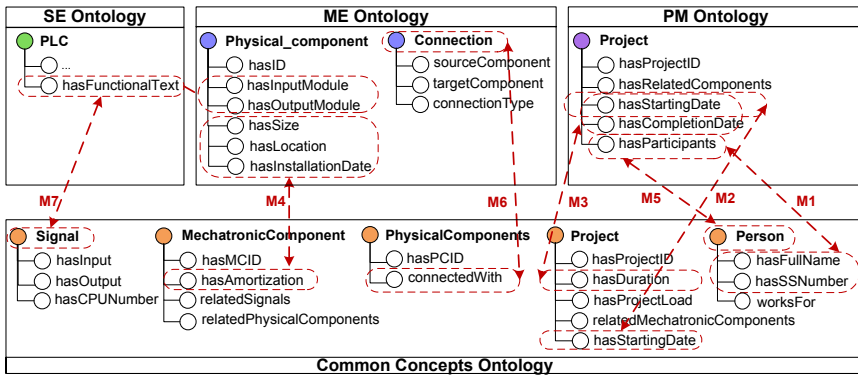 SE Ontology
ME Ontology
PM Ontology
PLC
...
hasFunctionalText
Physical_component
hasID
hasInputModule
hasOutputModule
hasSize
hasLocation
hasInstallationDate
Connection
sourceComponent
targetComponent
connectionType
Project
hasProjectID
hasRelatedComponents
hasStartingDate
hasCompletionDate
hasParticipants
M7
M4
M6
M3
M5
M2
M1
Signal
hasInput
hasOutput
hasCPUNumber
MechatronicComponent
hasMCID
hasAmortization
relatedSignals
relatedPhysicalComponents
PhysicalComponents
hasPCID
connectedWith
Project
hasProjectID
hasDuration
hasProjectLoad
relatedMechatronicComponents
hasStartingDate
Person
hasFullName
hasSSNumber
worksFor
Common Concepts Ontology